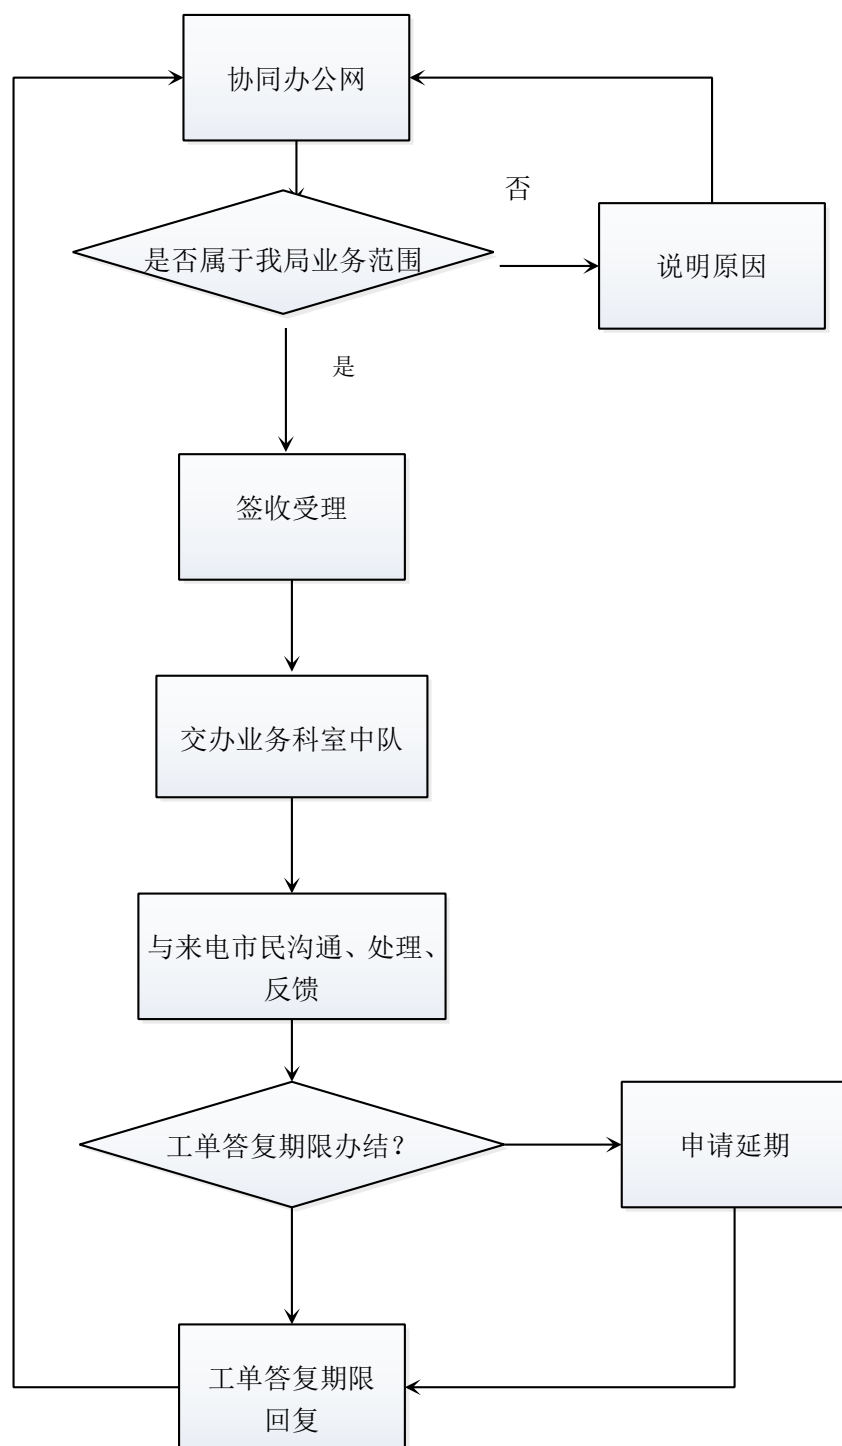 协同办公网
否
是否属于我局业务范围
说明原因
是
签收受理
交办业务科室中队
与来电市民沟通、处理、
反馈
工单答复期限办结？
申请延期
工单答复期限
回复